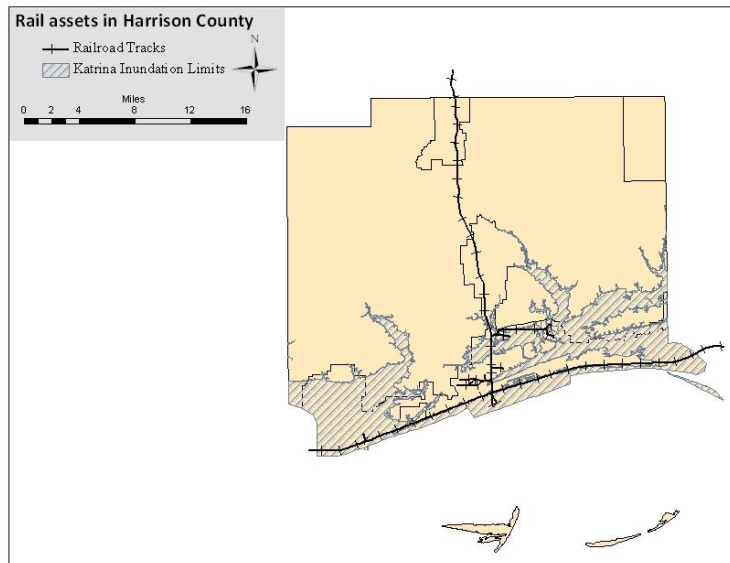 Rail assets in Harrison County
N
Railroad Tracks
Katrina Inundation Limits
Miles
0 2 4 8 12 16